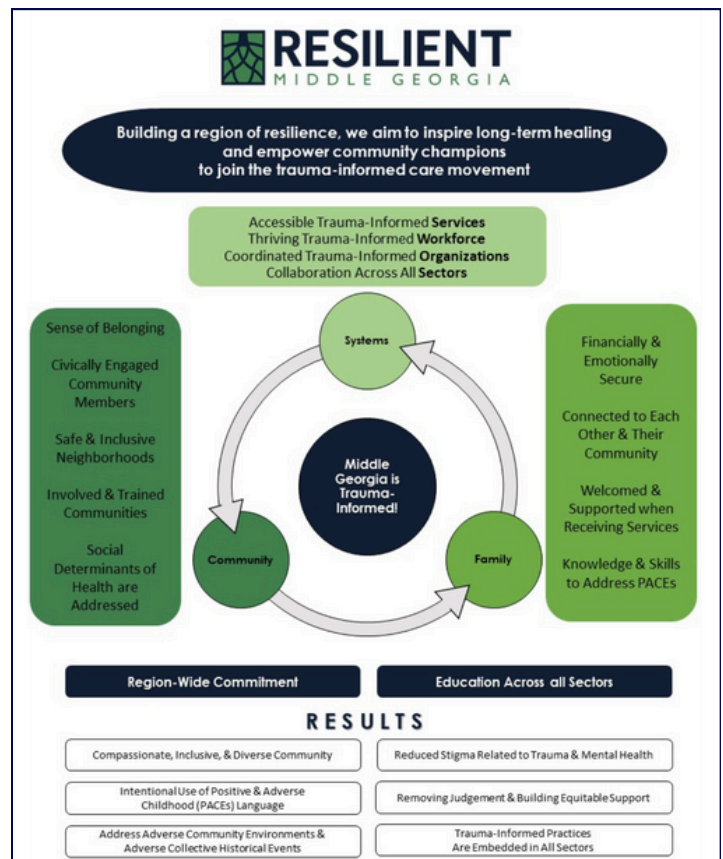 RESILIENT
MIDDLE GEORGIA
Building a region of resilience, we aim to inspire long-term healing
and empower community champions
to join the trauma-informed care movement
Accessible Trauma-Informed Services
Thriving Trauma-Informed Workforce
Coordinated Trauma-Informed Organizations
Collaboration Across All Sectors
Sense of Belonging
Civically Engaged
Community
Members
Safe & Inclusive
Neighborhoods
Involved & Trained
Communities
Social
Determinants of
Health are
Addressed
Systems
Middle
Georgia is
Trauma-
Informed!
Community
Family
Financially &
Emotionally
Secure
Connected to Each
Other & Their
Community
Welcomed &
Supported when
Receiving Services
Knowledge & Skills
to Address PACEs
Region-Wide Commitment
Education Across all Sectors
RESULTS
Compassionate, Inclusive, & Diverse Community
Reduced Stigma Related to Trauma & Mental Health
Intentional Use of Positive & Adverse
Childhood (PACEs) Language
Removing Judgement & Building Equitable Support
Address Adverse Community Environments &
Adverse Collective Historical Events
Trauma-Informed Practices
Are Embedded in All Sectors